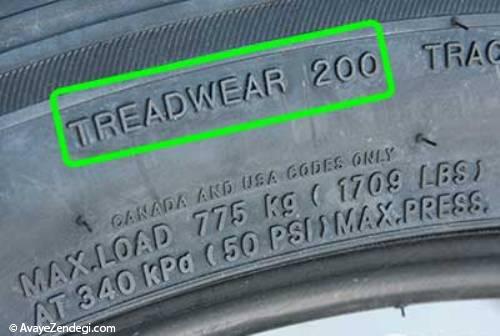 TREADWEAR 200 TRAC
CANADA AND USA CODES ONLY
MAX.LOAD 775 kg ( 1709 LBS)
AT 340 kPa ( 50 PSI ) MAX.PRESS.
© AvayeZendegi.com